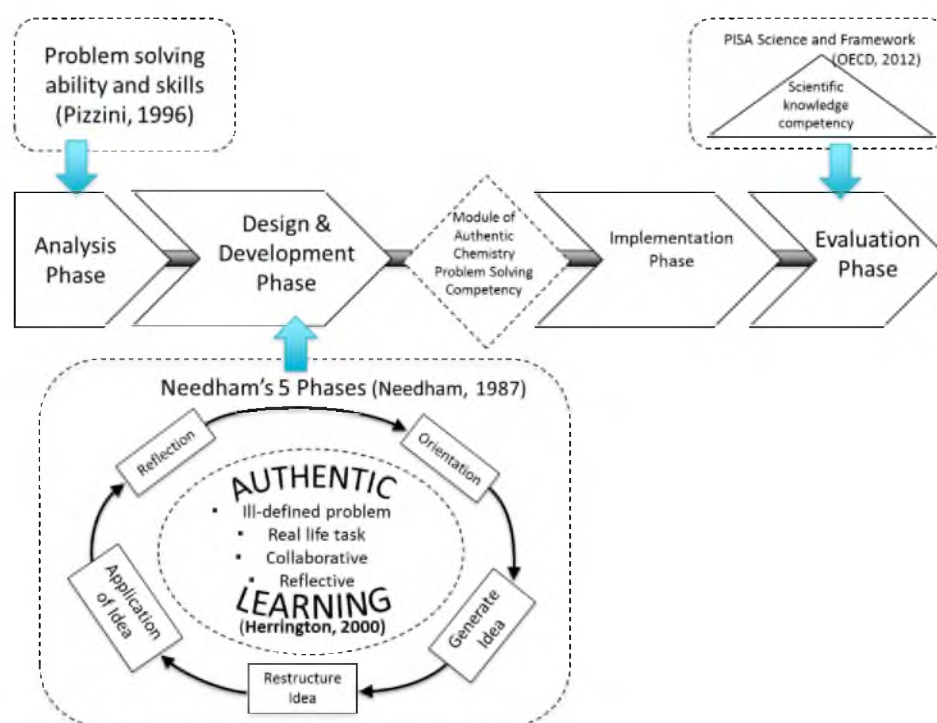 Problem solving
ability and skills
(Pizzini, 1996)
PISA Science and Framework
(OECD, 2012)
Scientific
knowledge
competency
Analysis
Phase
Design &
Development
Phase
Module of
Authentic
Chemistry
Problem Solving
Competency
Implementation
Phase
Evaluation
Phase
Needham's 5 Phases (Needham, 1987)
Reflection
Orientation
AUTHENTIC
▪ Ill-defined problem
▪ Real life task
▪ Collaborative
▪ Reflective
LEARNING
(Herrington, 2000)
Application
of Idea
Generate Idea
Restructure
Idea